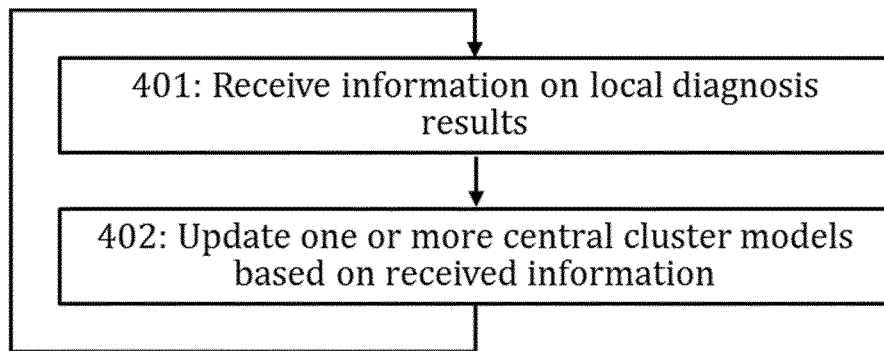 401: Receive information on local diagnosis
results
402: Update one or more central cluster models
based on received information